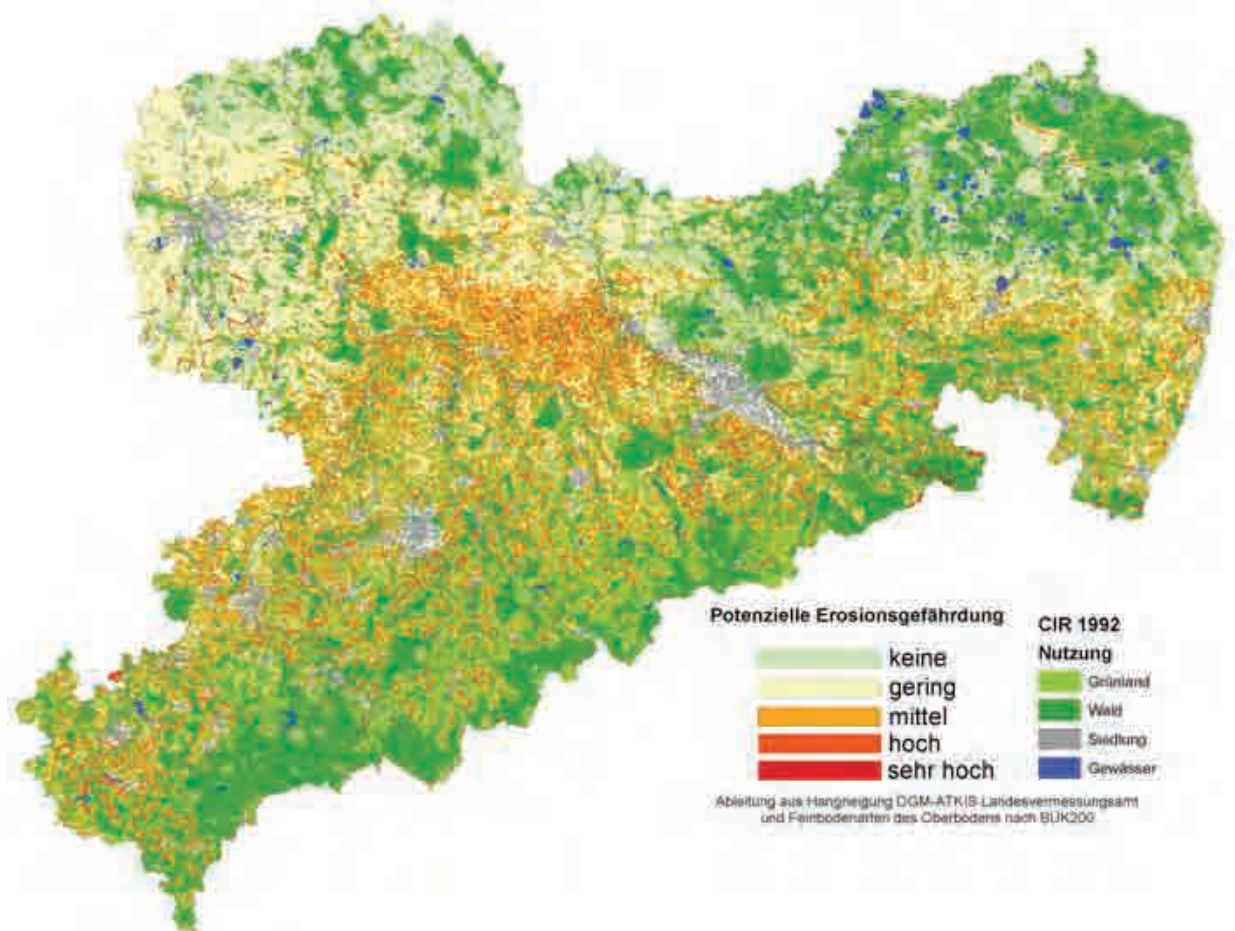 Potenzielle Erosionsgefährdung
keine
gering
mittel
hoch
sehr hoch
CIR 1992
Nutzung
Grünland
Wald
Siedlung
Gewässer
Ableitung aus Hangneigung DGM-ATKIS Landesvermessungsamt
und Feinbodenarten des Oberbodens nach BÜK200